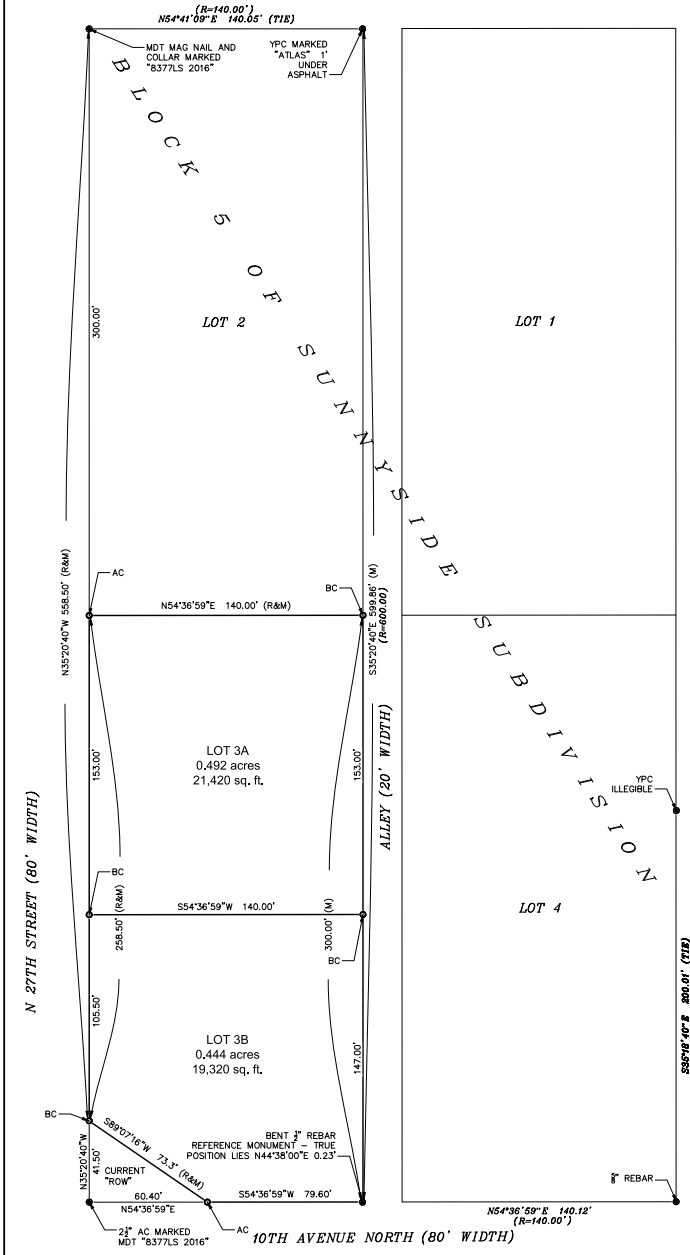 (R=140.00')
N54°41'09"E 140.05' (TIE)
MDT MAG NAIL AND
COLLAR MARKED
"8377LS 2016"
YPC MARKED
"ATLAS" 1'
UNDER
ASPHALT
BLOCK 5 OF SUNNYSIDE SUBDIVISION
300.00'
LOT 2
LOT 1
N35°20'40"W 558.50' (R&M)
S35°20'40"E 599.86' (M)
(R=600.00)
AC
BC
N54°36'59"E 140.00' (R&M)
153.00'
LOT 3A
0.492 acres
21,420 sq. ft.
153.00'
ALLEY (20' WIDTH)
YPC
ILLEGIBLE
N 27TH STREET (80' WIDTH)
BC
258.50' (R&M)
S54°36'59"W 140.00'
300.00' (M)
BC
LOT 4
S35°18'40"E 200.01' (TIE)
105.50'
LOT 3B
0.444 acres
19,320 sq. ft.
147.00'
BC
S89°07'16"W 73.3' (R&M)
BENT ½" REBAR
REFERENCE MONUMENT – TRUE
POSITION LIES N44°38'00"E 0.23'
N35°20'40"W
41.50'
CURRENT
"ROW"
60.40'
N54°36'59"E
S54°36'59"W 79.60'
⅝" REBAR
N54°36'59"E 140.12'
(R=140.00')
2½" AC MARKED
MDT "8377LS 2016"
AC
10TH AVENUE NORTH (80' WIDTH)